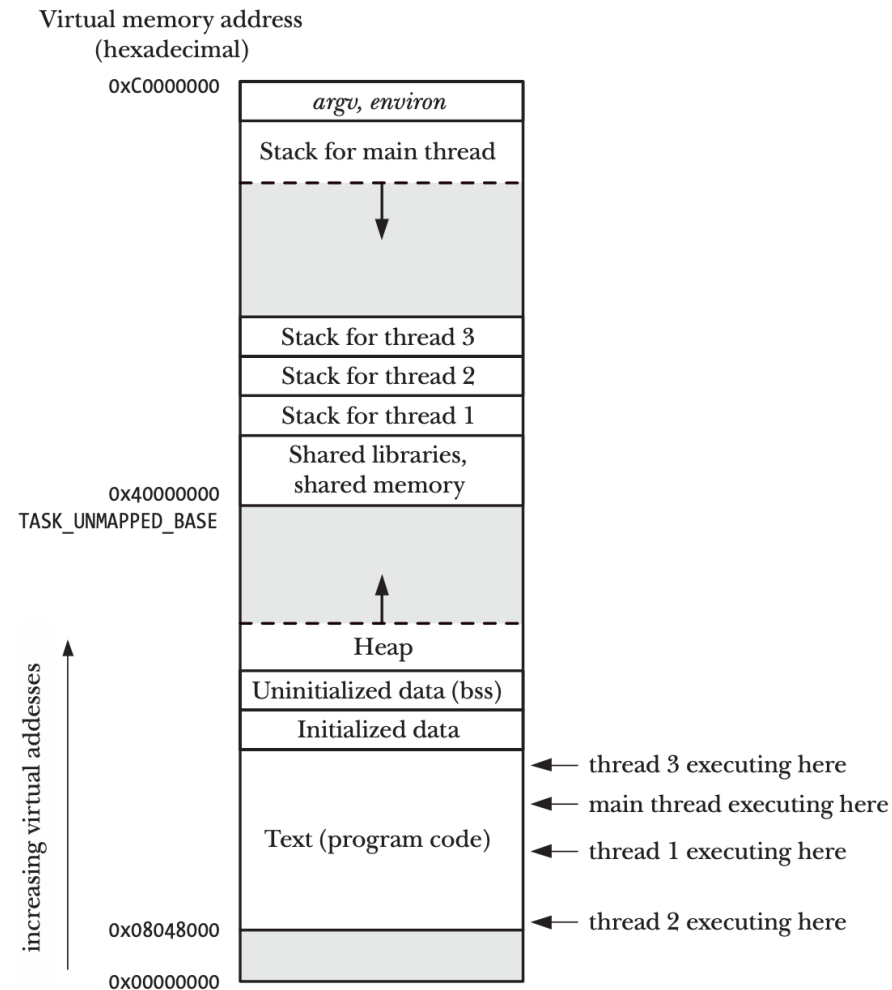 Virtual memory address
(hexadecimal)
0xC0000000
argv, environ
Stack for main thread
Stack for thread 3
Stack for thread 2
Stack for thread 1
Shared libraries,
shared memory
0x40000000
TASK_UNMAPPED_BASE
Heap
Uninitialized data (bss)
Initialized data
increasing virtual addesses
thread 3 executing here
main thread executing here
Text (program code)
thread 1 executing here
thread 2 executing here
0x08048000
0x00000000